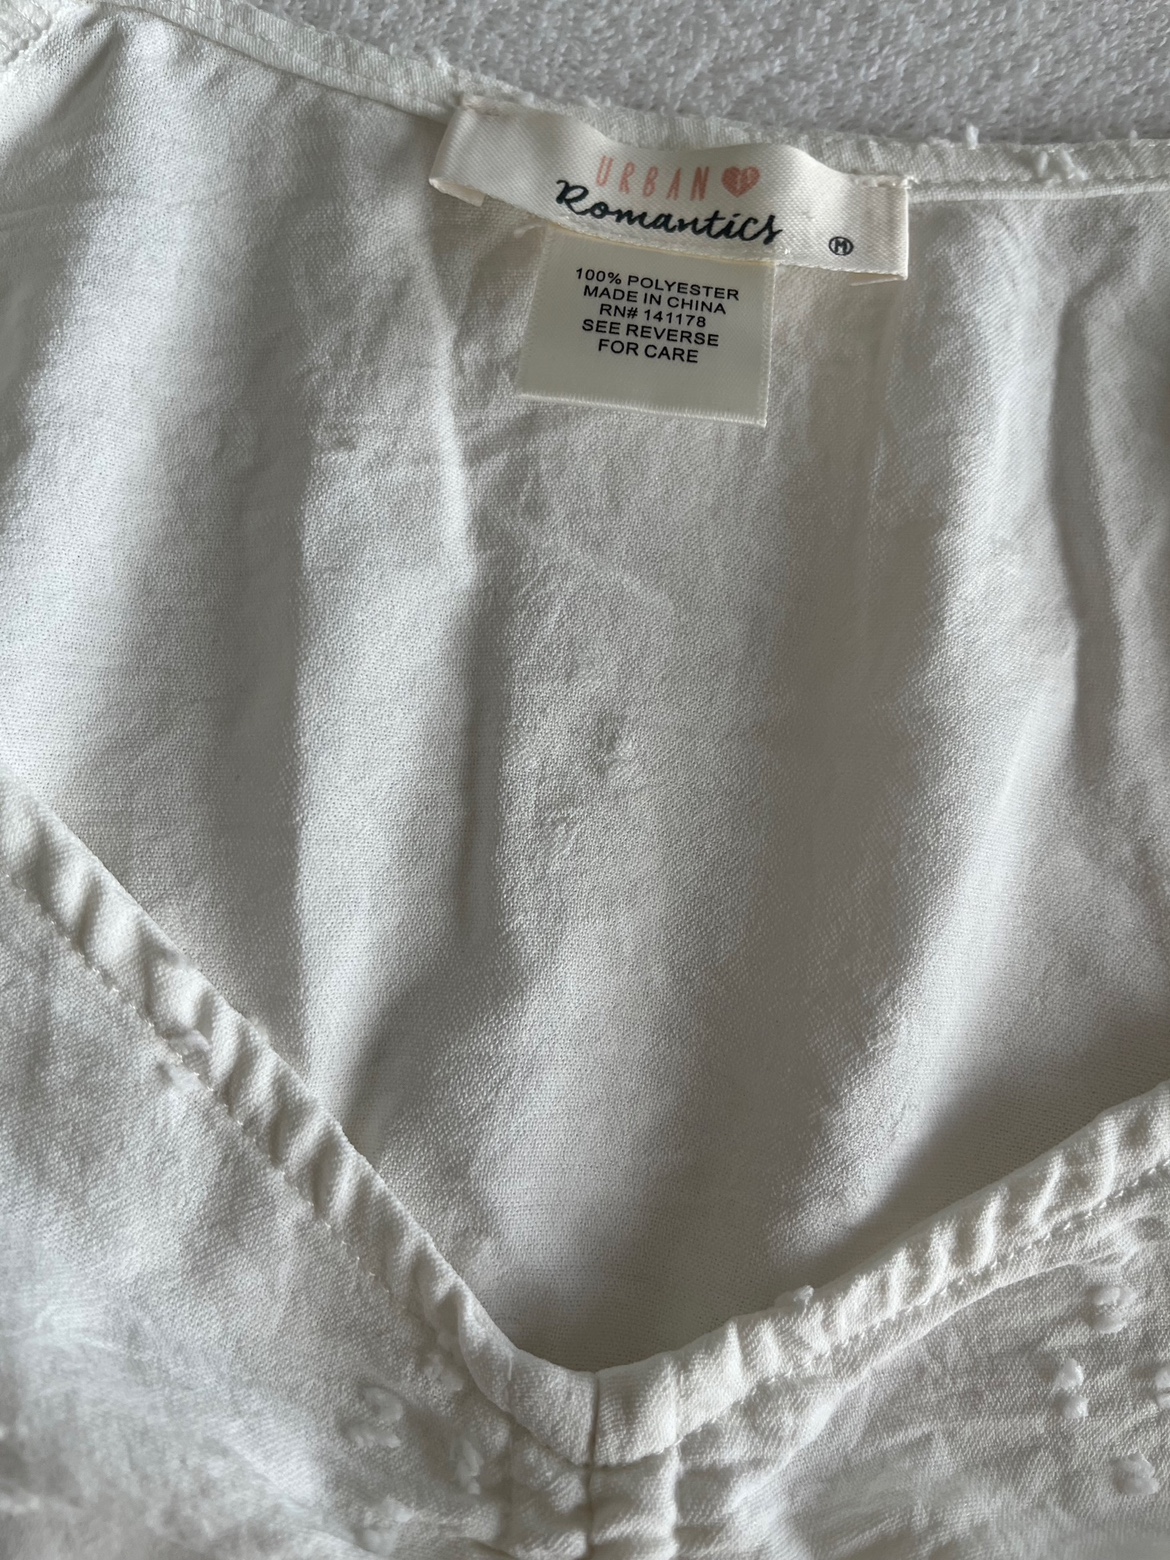 URBAN
Romantics
M
100% POLYESTER
MADE IN CHINA
RN# 141178
SEE REVERSE
FOR CARE